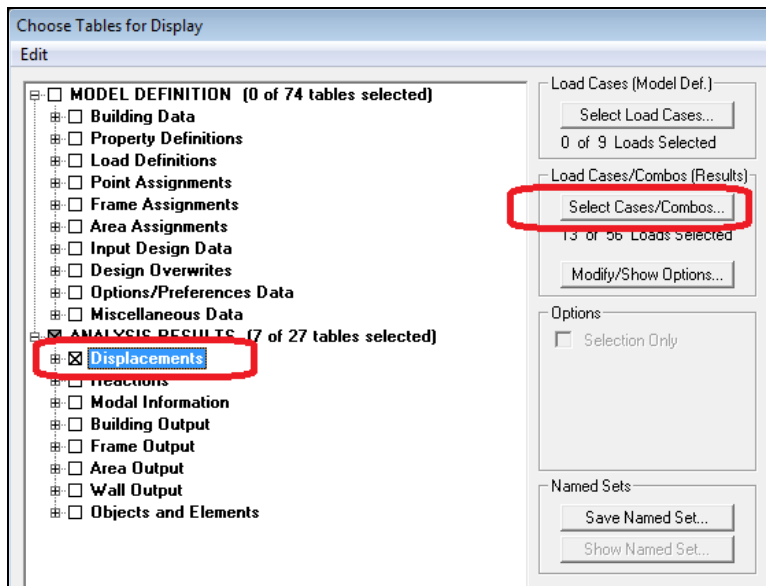 Choose Tables for Display
Edit
MODEL DEFINITION (0 of 74 tables selected)
Building Data
Property Definitions
Load Definitions
Point Assignments
Frame Assignments
Area Assignments
Input Design Data
Design Overwrites
Options/Preferences Data
Miscellaneous Data
ANALYSIS RESULTS (7 of 27 tables selected)
Displacements
Reactions
Modal Information
Building Output
Frame Output
Area Output
Wall Output
Objects and Elements
Load Cases (Model Def.)
Select Load Cases...
0 of 9 Loads Selected
Load Cases/Combos (Results)
Select Cases/Combos...
13 of 56 Loads Selected
Modify/Show Options...
Options
Selection Only
Named Sets
Save Named Set...
Show Named Set...